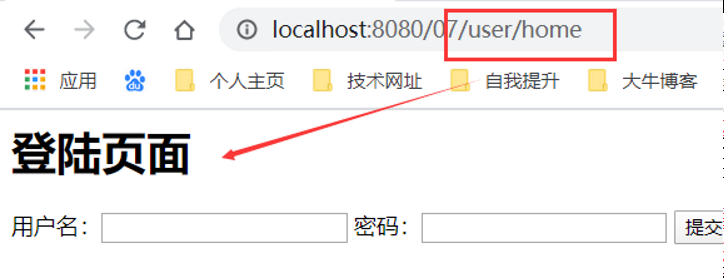 localhost:8080/07/user/home
应用 du 个人主页 技术网址 自我提升 大牛博客
登陆页面
用户名： 密码： 提交